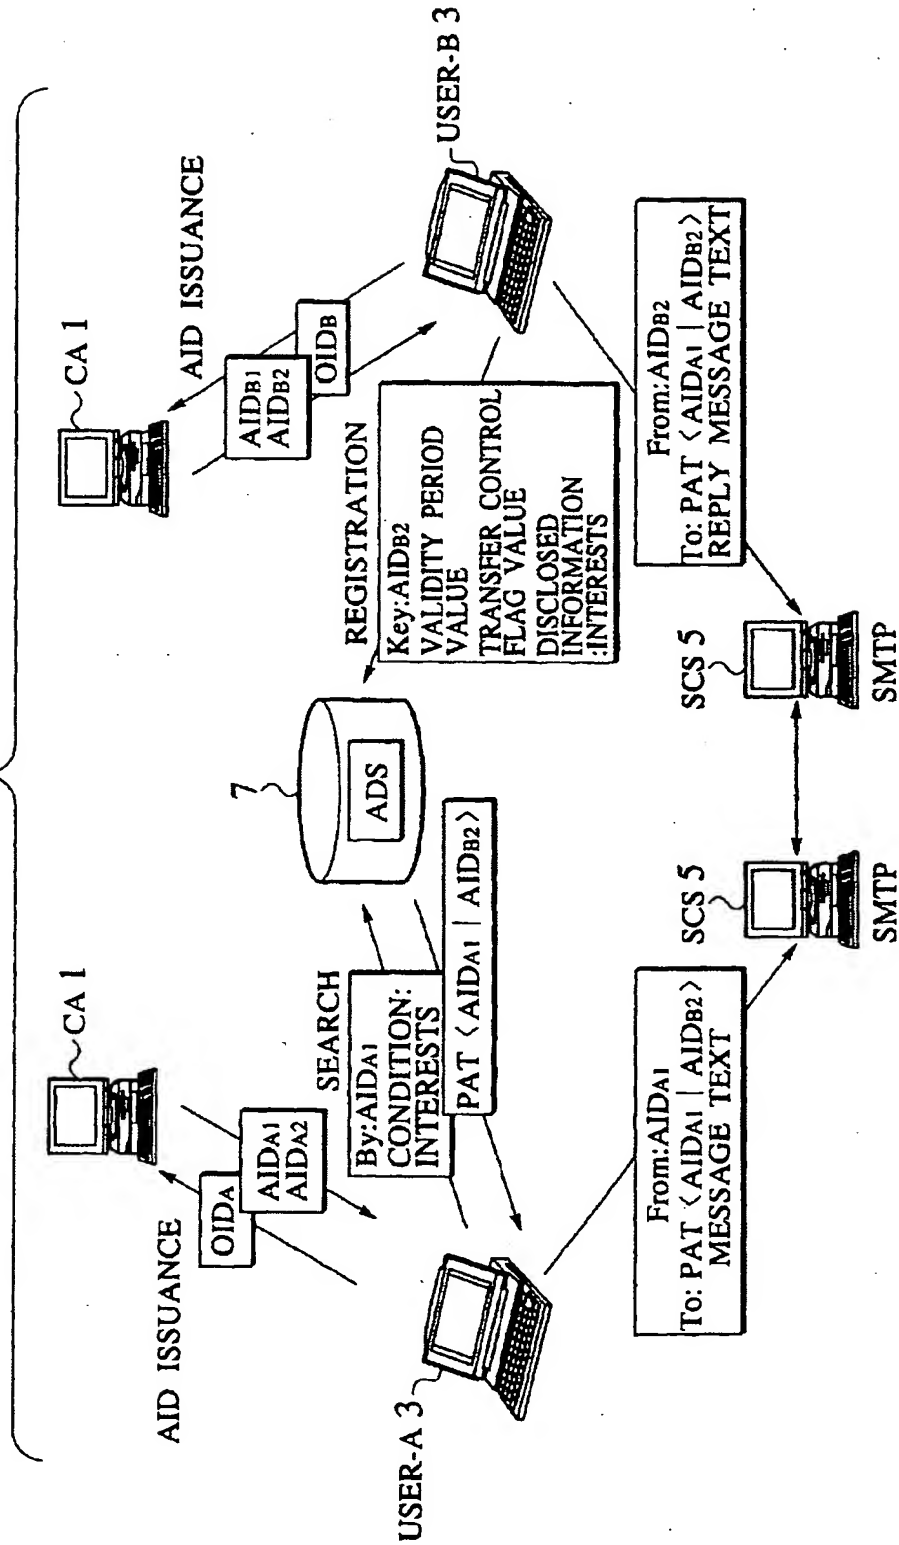 CA 1
CA 1
AID ISSUANCE
OIDA
AIDA1
AIDA2
AID ISSUANCE
AIDB1
AIDB2
OIDB
SEARCH
By:AIDA1
CONDITION:
INTERESTS
PAT〈AIDA1 | AIDB2〉
7
ADS
REGISTRATION
Key:AIDB2
VALIDITY PERIOD
VALUE
TRANSFER CONTROL
FLAG VALUE
DISCLOSED
INFORMATION
:INTERESTS
USER-A 3
USER-B 3
From:AIDA1
To: PAT〈AIDA1 | AIDB2〉
MESSAGE TEXT
From:AIDB2
To: PAT〈AIDA1 | AIDB2〉
REPLY MESSAGE TEXT
SCS 5
SMTP
SCS 5
SMTP